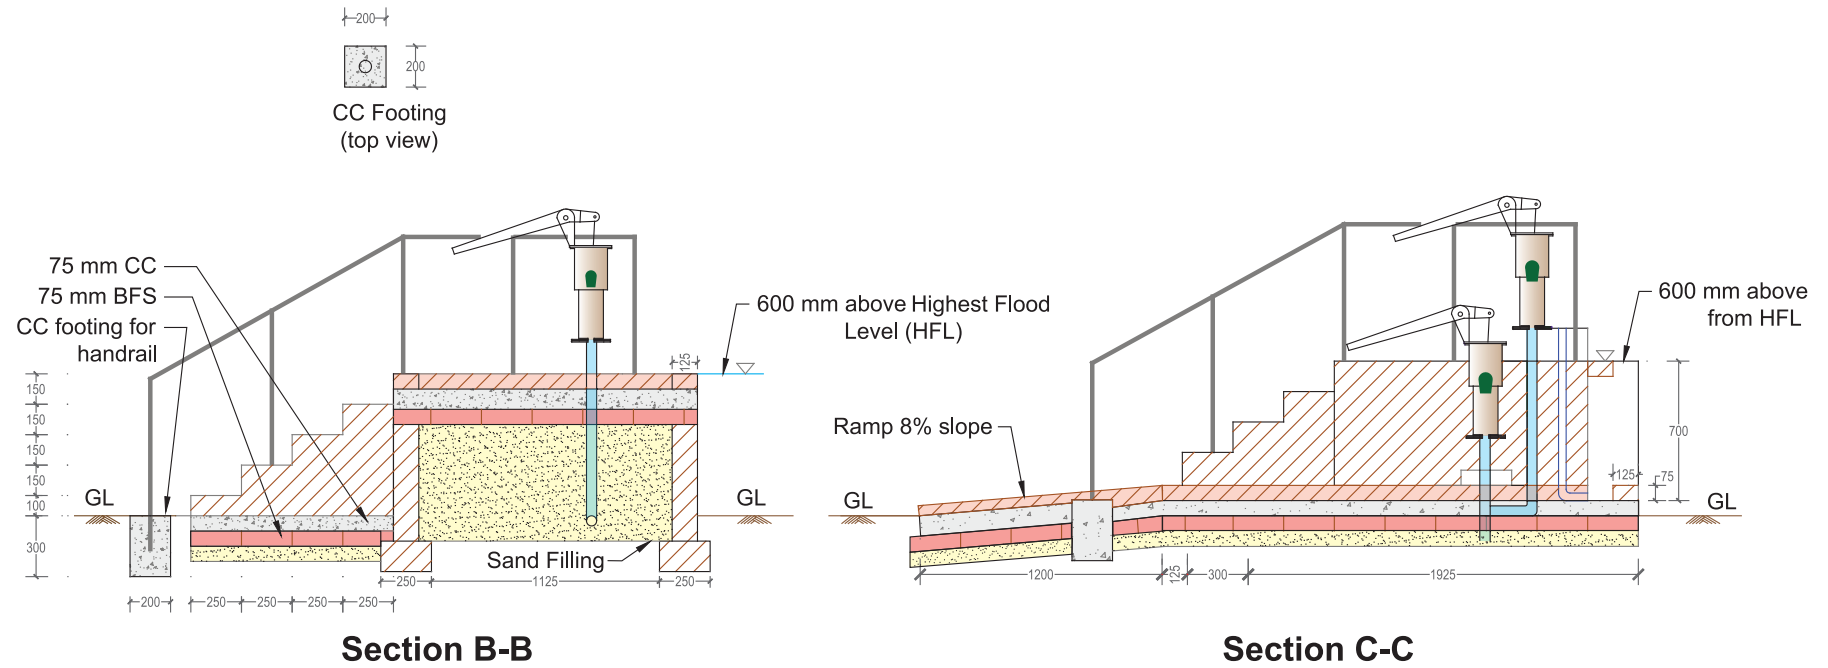 200
200
CC Footing
(top view)
75 mm CC
75 mm BFS
CC footing for
handrail
600 mm above Highest Flood
Level (HFL)
125
150
150
150
150
100
300
GL
GL
Sand Filling
250
1125
250
200
250
250
250
250
Section B-B
600 mm above
from HFL
Ramp 8% slope
700
125
75
GL
GL
1200
125
300
1925
Section C-C